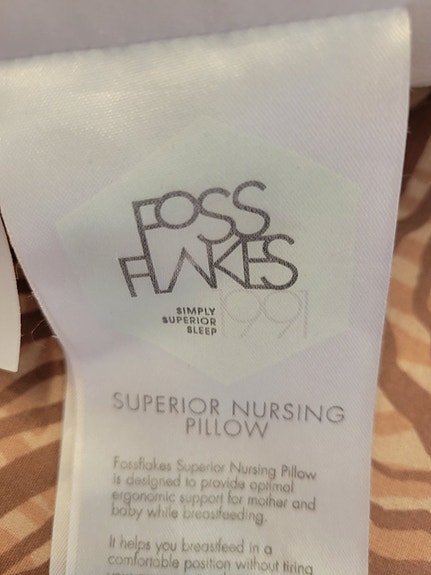 FOSS
FLAKES
SIMPLY
SUPERIOR
SLEEP
1991
SUPERIOR NURSING
PILLOW
Fossflakes Superior Nursing Pillow
is designed to provide optimal
ergonomic support for mother and
baby while breastfeeding.
It helps you breastfeed in a
comfortable position without tiring